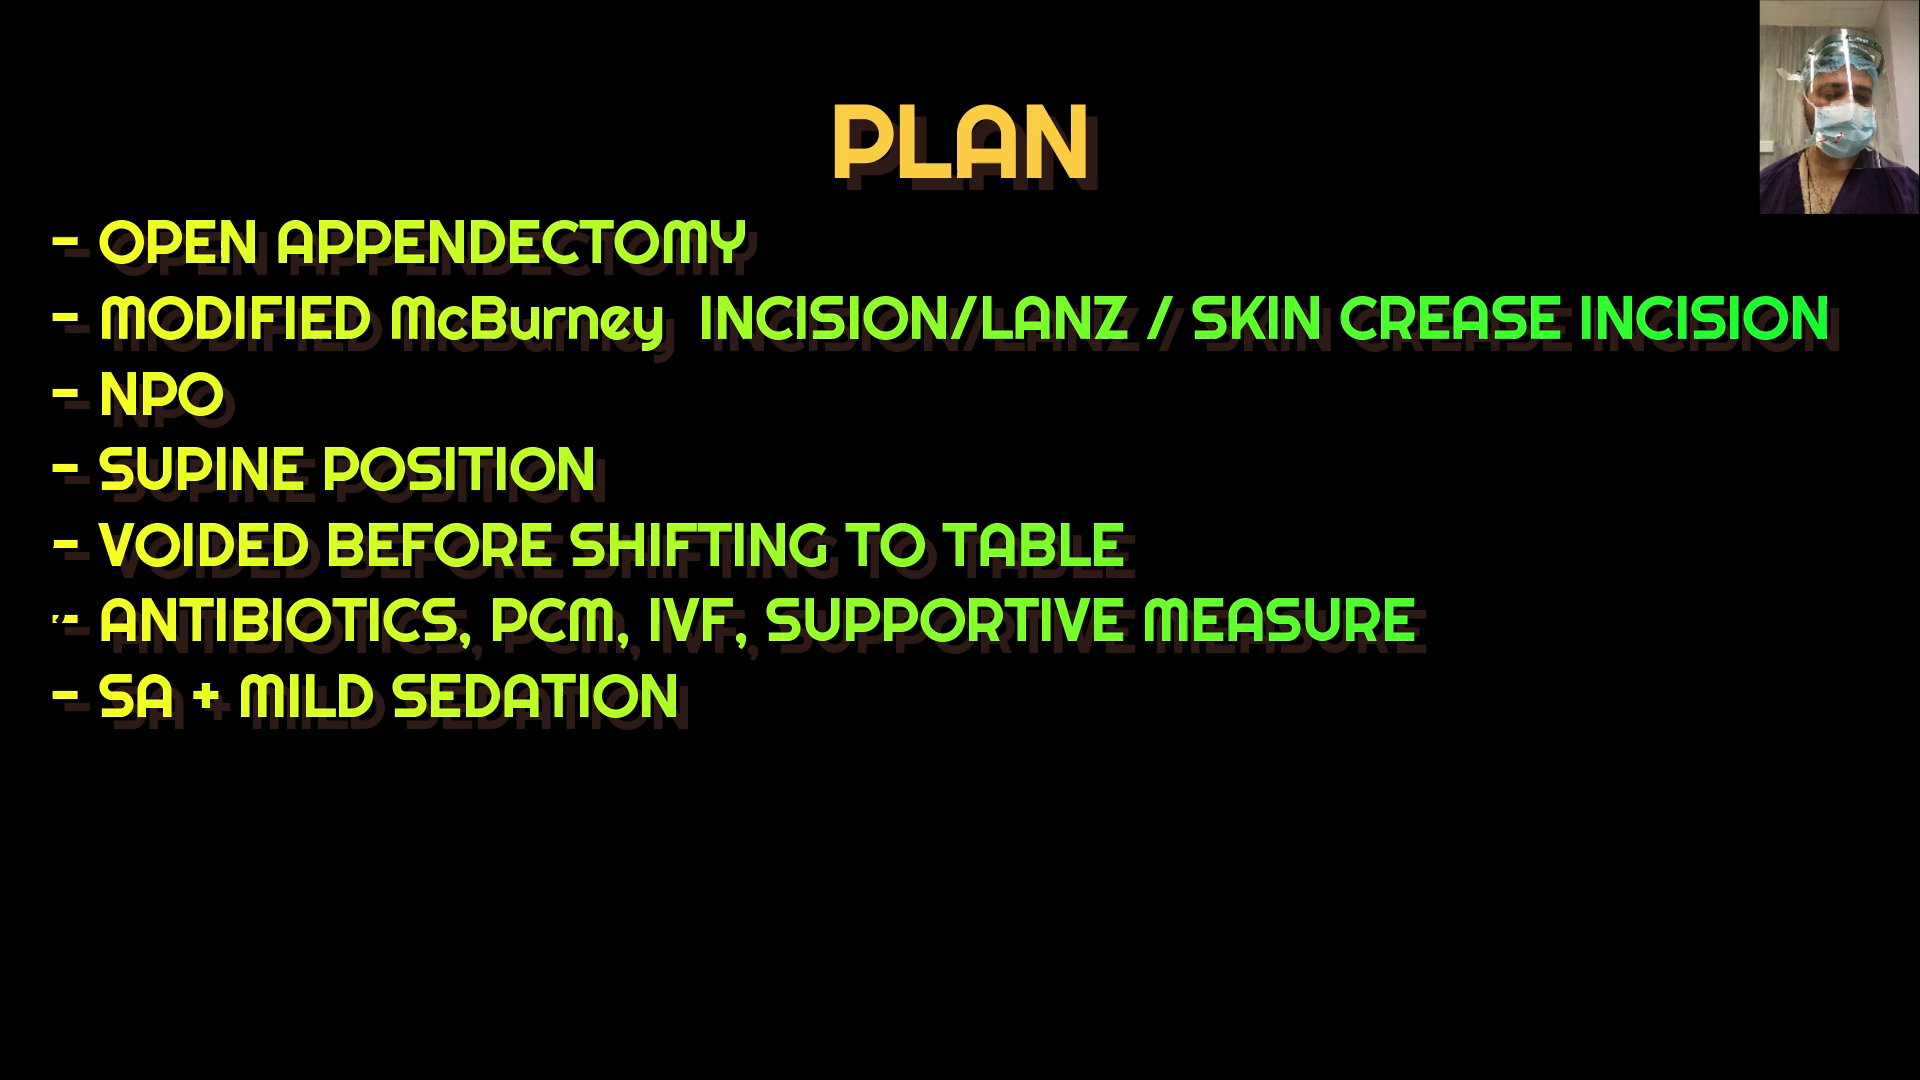 PLAN
- OPEN APPENDECTOMY
- MODIFIED McBurney INCISION/LANZ / SKIN CREASE INCISION
- NPO
- SUPINE POSITION
- VOIDED BEFORE SHIFTING TO TABLE
- ANTIBIOTICS, PCM, IVF, SUPPORTIVE MEASURE
- SA + MILD SEDATION